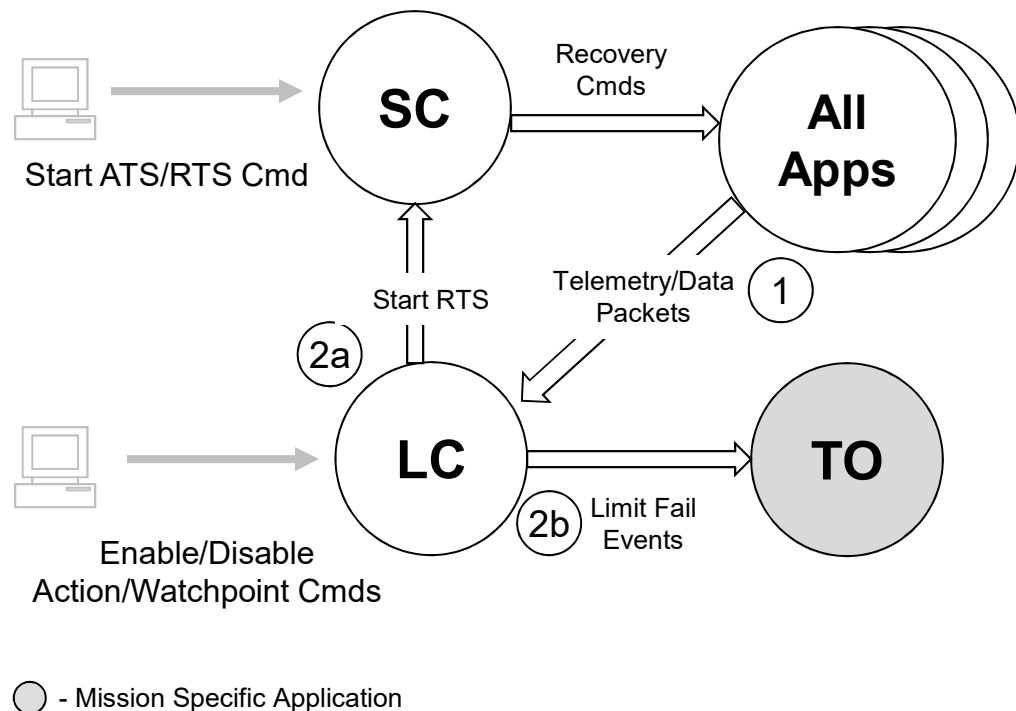 SC
Recovery
Cmds
All
Apps
Start ATS/RTS Cmd
Start RTS
Telemetry/Data
Packets
1
2a
LC
TO
2b
Limit Fail
Events
Enable/Disable
Action/Watchpoint Cmds
- Mission Specific Application